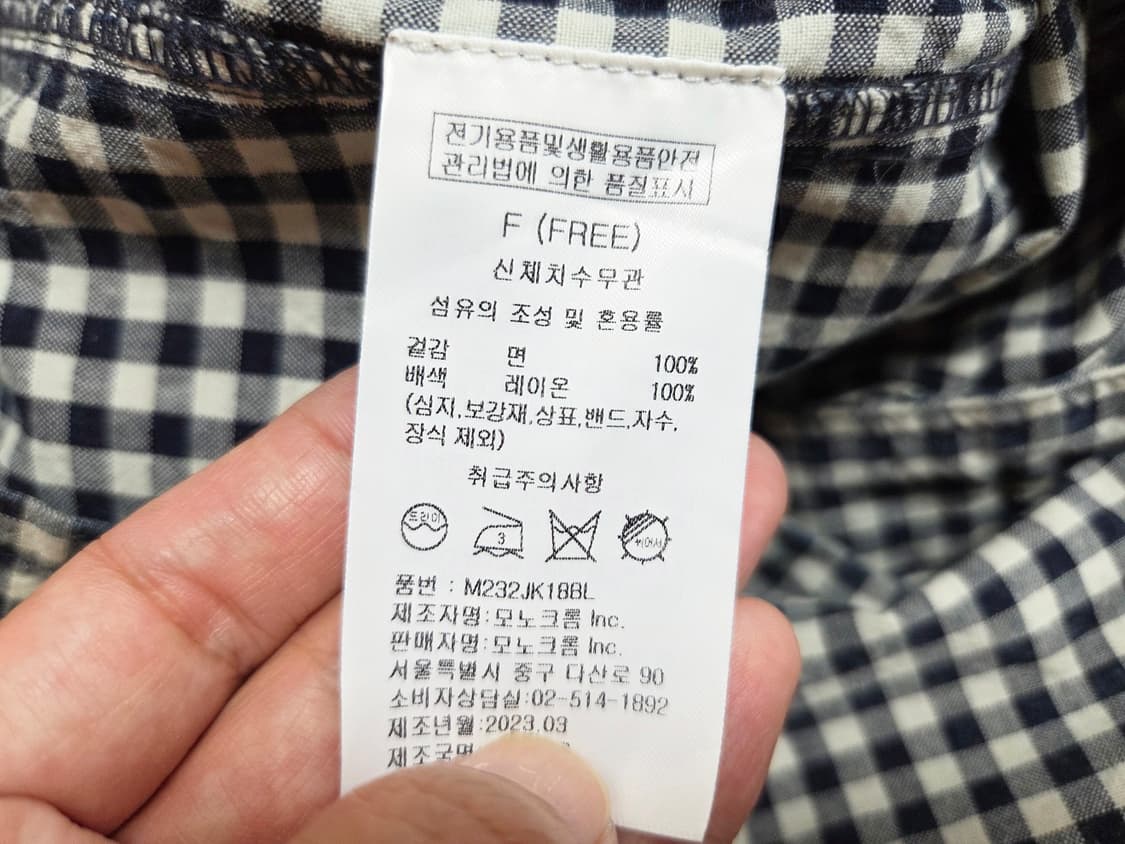 전기용품및생활용품안전
관리법에 의한 품질표시
F (FREE)
신체치수무관
섬유의 조성 및 혼용률
겉감 면 100%
배색 레이온 100%
(심지,보강재,상표,밴드,자수,
장식 제외)
취급주의사항
드라이 3
품번 : M232JK18BL
제조자명:모노크롬 Inc.
판매자명:모노크롬 Inc.
서울특별시 중구 다산로 90
소비자상담실:02-514-1892
제조년월:2023.03
제조국명